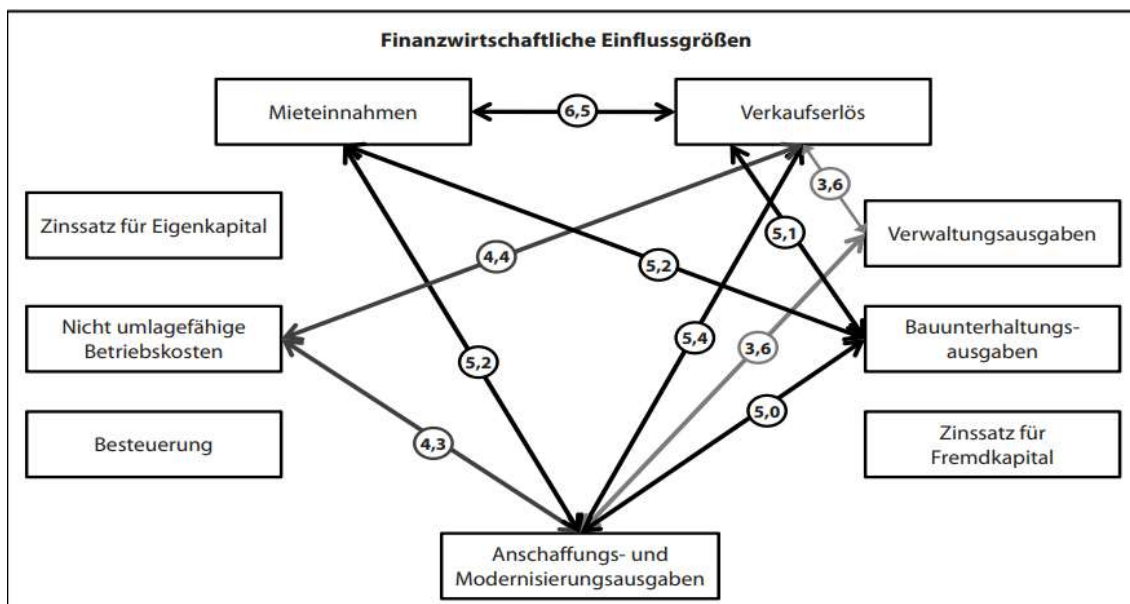 Finanzwirtschaftliche Einflussgrößen
Mieteinnahmen
6,5
Verkaufserlös
3,6
Zinssatz für Eigenkapital
5,1
Verwaltungsausgaben
4,4
5,2
Nicht umlagefähige
Betriebskosten
5,2
5,4
3,6
Bauunterhaltungs-
ausgaben
5,0
Besteuerung
4,3
Zinssatz für
Fremdkapital
Anschaffungs- und
Modernisierungsausgaben